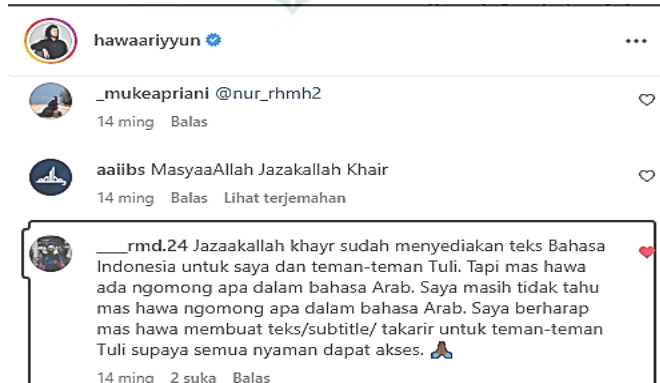 hawaariyyun
_mukeapriani @nur_rhmh2
14 ming Balas
aaiibs MasyaaAllah Jazakallah Khair
14 ming Balas Lihat terjemahan
____rmd.24 Jazaakallah khayr sudah menyediakan teks Bahasa
Indonesia untuk saya dan teman-teman Tuli. Tapi mas hawa
ada ngomong apa dalam bahasa Arab. Saya masih tidak tahu
mas hawa ngomong apa dalam bahasa Arab. Saya berharap
mas hawa membuat teks/subtitle/ takarir untuk teman-teman
Tuli supaya semua nyaman dapat akses. 🙏🏾
14 ming 2 suka Balas